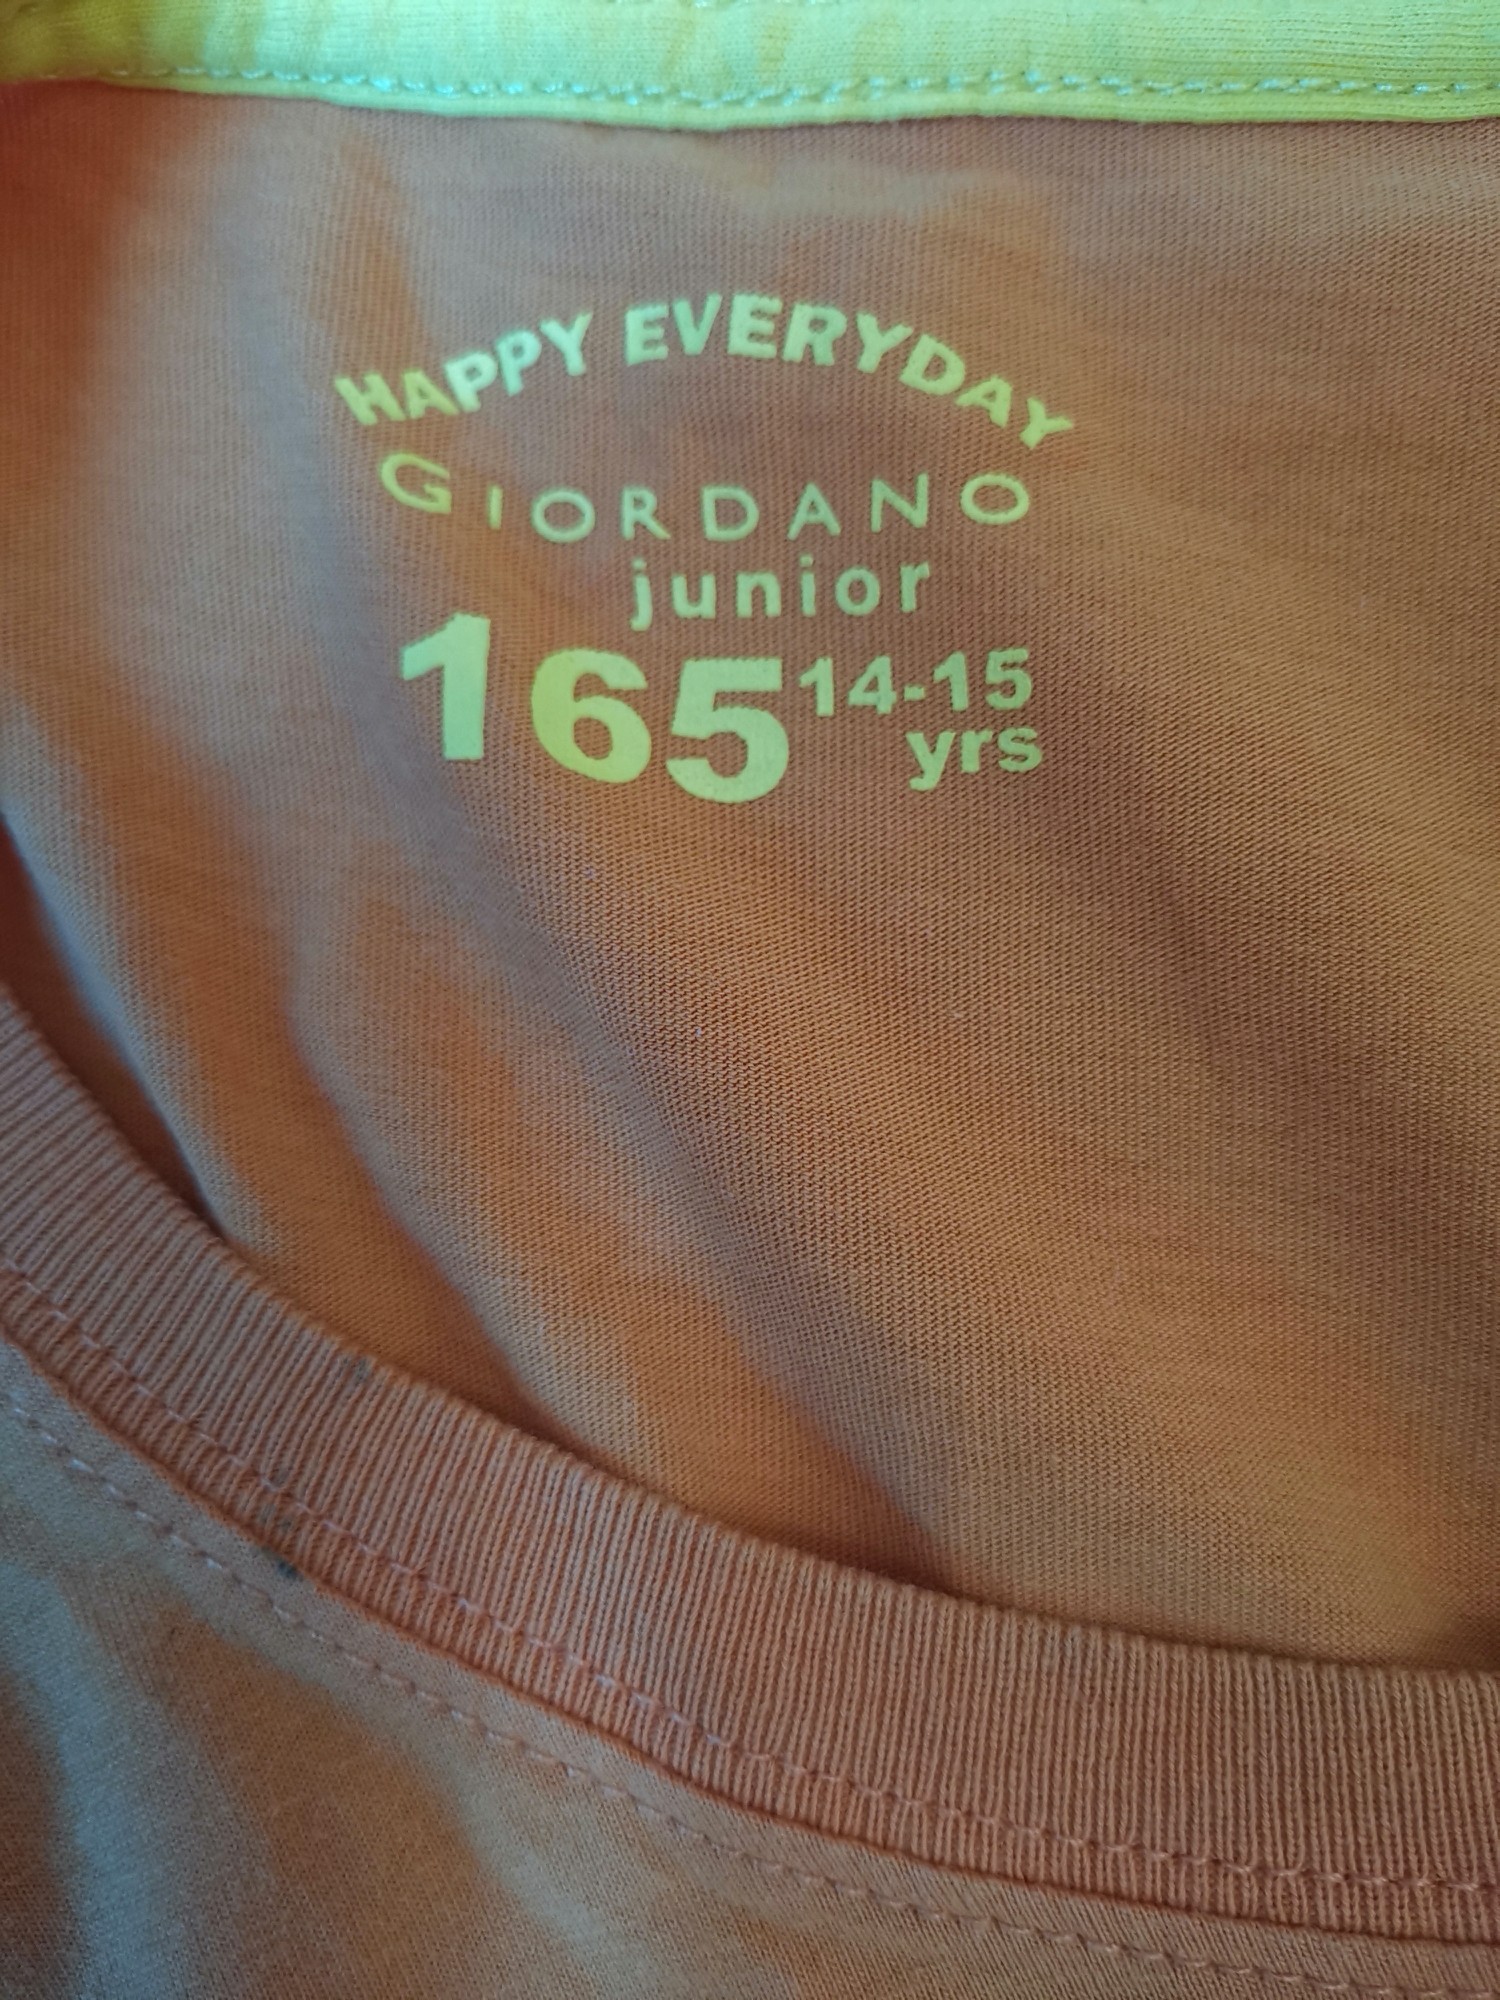 HAPPY EVERYDAY
GIORDANO
junior
165 14-15
yrs